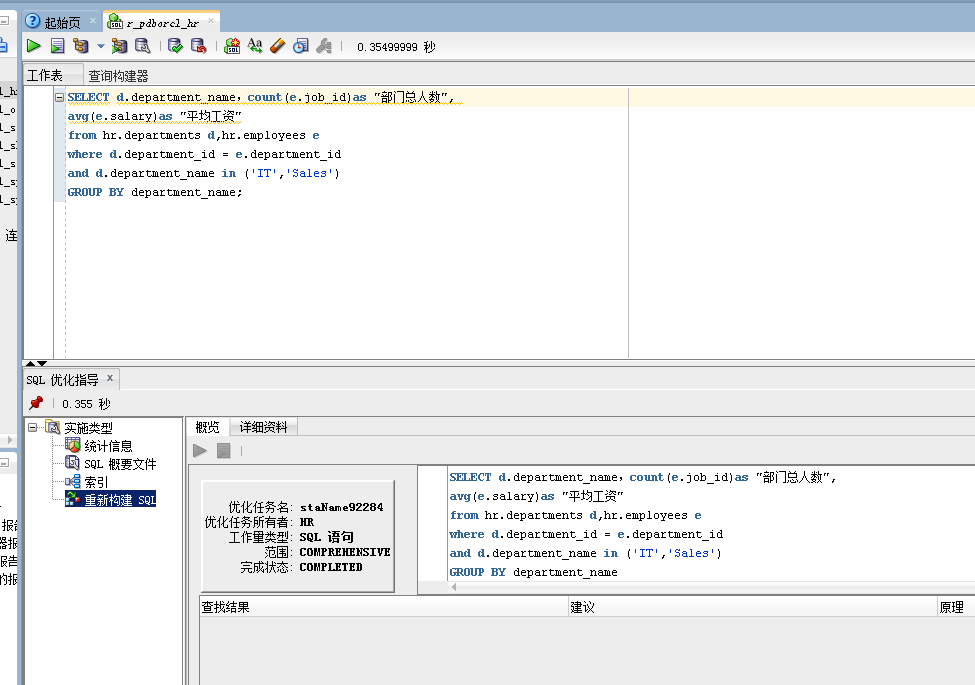 起始页
r_pdborcl_hr
0.35499999 秒
工作表
查询构建器
SELECT d.department_name，count(e.job_id)as "部门总人数",
avg(e.salary)as "平均工资"
from hr.departments d,hr.employees e
where d.department_id = e.department_id
and d.department_name in ('IT','Sales')
GROUP BY department_name;
连
SQL 优化指导
0.355 秒
实施类型
统计信息
SQL 概要文件
索引
重新构建 SQL
概览
详细资料
优化任务名: staName92284
优化任务所有者: HR
工作量类型: SQL 语句
范围: COMPREHENSIVE
完成状态: COMPLETED
SELECT d.department_name，count(e.job_id)as "部门总人数",
avg(e.salary)as "平均工资"
from hr.departments d,hr.employees e
where d.department_id = e.department_id
and d.department_name in ('IT','Sales')
GROUP BY department_name
查找结果
建议
原理